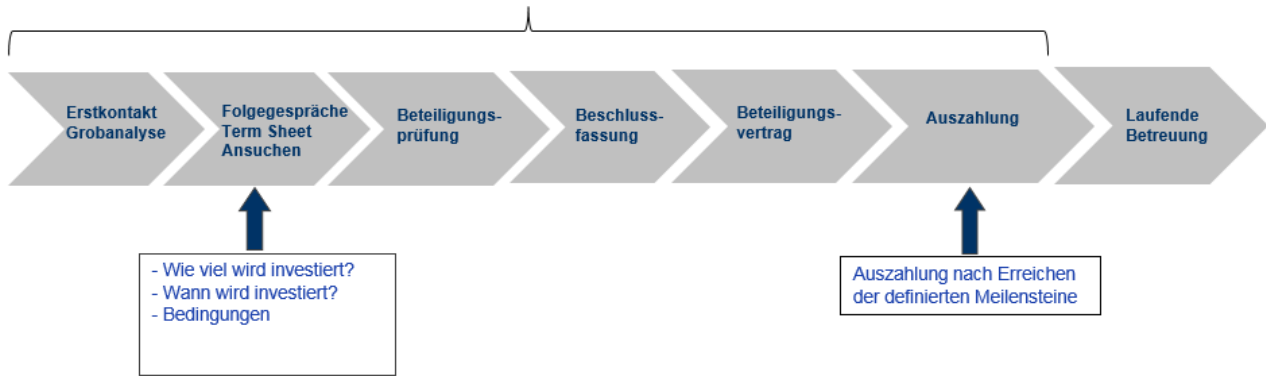 Erstkontakt
Grobanalyse
Folgegespräche
Term Sheet
Ansuchen
Beteiligungs-
prüfung
Beschluss-
fassung
Beteiligungs-
vertrag
Auszahlung
Laufende
Betreuung
- Wie viel wird investiert?
- Wann wird investiert?
- Bedingungen
Auszahlung nach Erreichen
der definierten Meilensteine